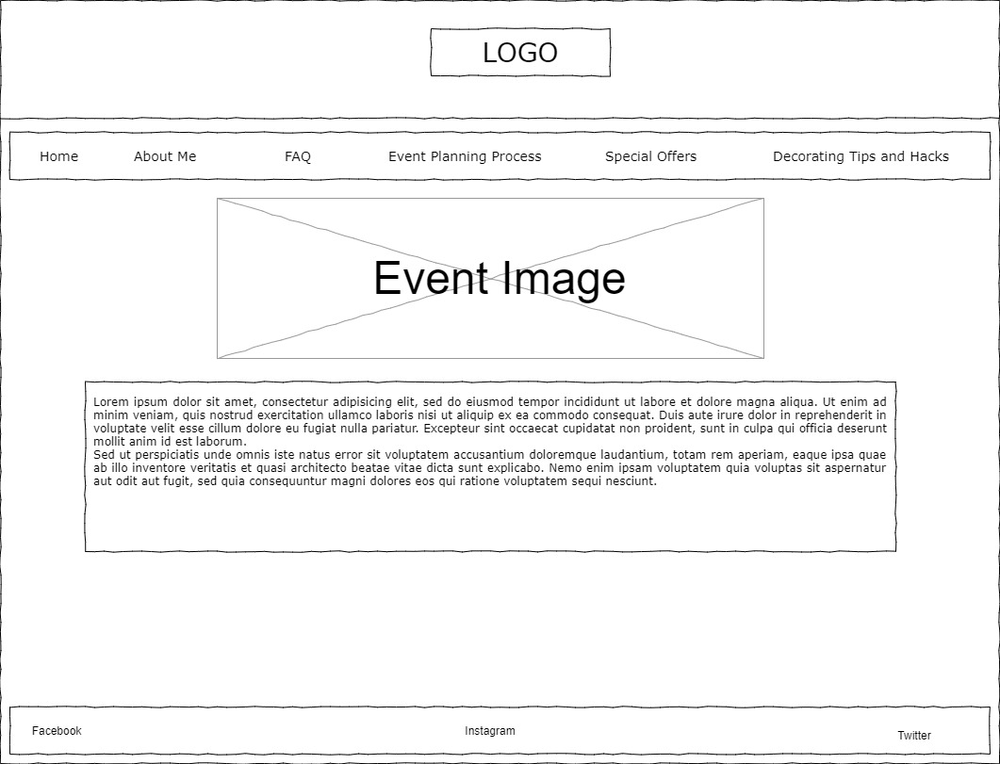 LOGO
Home About Me FAQ Event Planning Process Special Offers Decorating Tips and Hacks
Event Image
Lorem ipsum dolor sit amet, consectetur adipisicing elit, sed do eiusmod tempor incididunt ut labore et dolore magna aliqua. Ut enim ad
minim veniam, quis nostrud exercitation ullamco laboris nisi ut aliquip ex ea commodo consequat. Duis aute irure dolor in reprehenderit in
voluptate velit esse cillum dolore eu fugiat nulla pariatur. Excepteur sint occaecat cupidatat non proident, sunt in culpa qui officia deserunt
mollit anim id est laborum.
Sed ut perspiciatis unde omnis iste natus error sit voluptatem accusantium doloremque laudantium, totam rem aperiam, eaque ipsa quae
ab illo inventore veritatis et quasi architecto beatae vitae dicta sunt explicabo. Nemo enim ipsam voluptatem quia voluptas sit aspernatur
aut odit aut fugit, sed quia consequuntur magni dolores eos qui ratione voluptatem sequi nesciunt.
Facebook Instagram Twitter